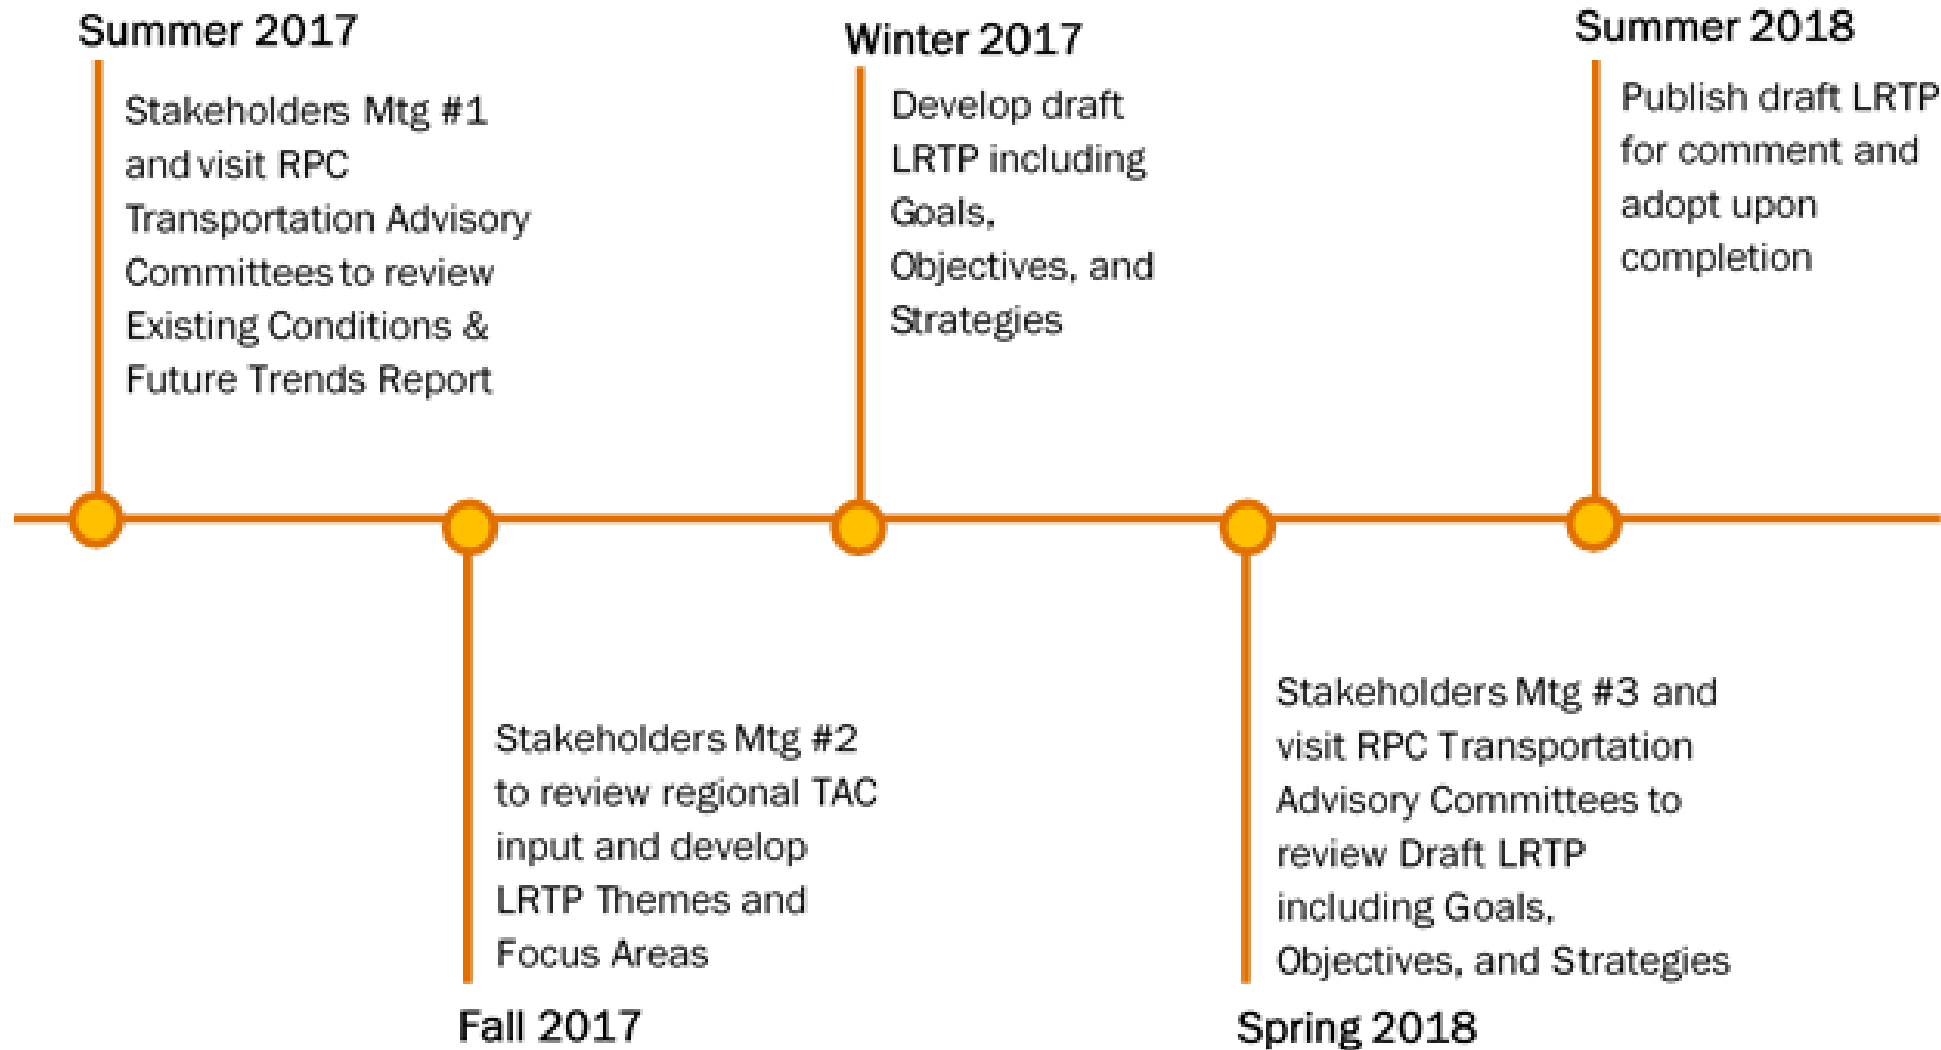 Summer 2017
Stakeholders Mtg #1
and visit RPC
Transportation Advisory
Committees to review
Existing Conditions &
Future Trends Report
Stakeholders Mtg #2
to review regional TAC
input and develop
LRTP Themes and
Focus Areas
Fall 2017
Winter 2017
Develop draft
LRTP including
Goals,
Objectives, and
Strategies
Stakeholders Mtg #3 and
visit RPC Transportation
Advisory Committees to
review Draft LRTP
including Goals,
Objectives, and Strategies
Spring 2018
Summer 2018
Publish draft LRTP
for comment and
adopt upon
completion